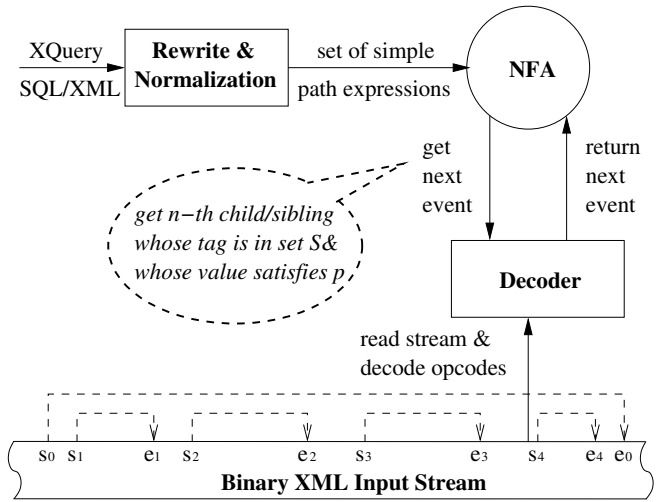 XQuery
SQL/XML
Rewrite &
Normalization
set of simple
path expressions
NFA
get
next
event
return
next
event
get n−th child/sibling
whose tag is in set S&
whose value satisfies p
Decoder
read stream &
decode opcodes
s0 s1 e1 s2 e2 s3 e3 s4 e4 e0
Binary XML Input Stream